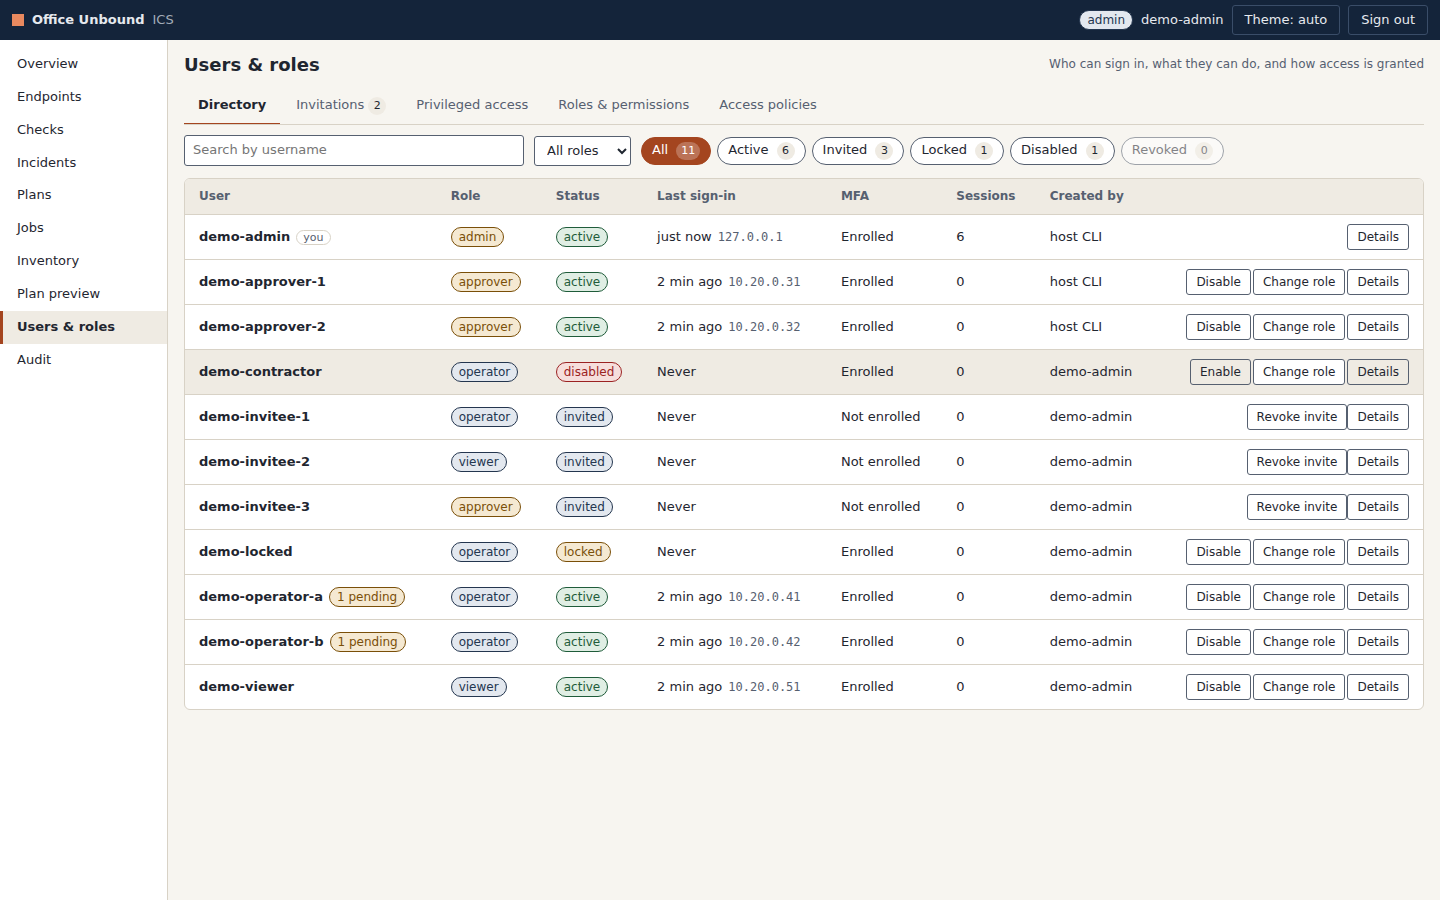 Office Unbound ICS admin demo-admin Theme: auto Sign out
Overview
Endpoints
Checks
Incidents
Plans
Jobs
Inventory
Plan preview
Users & roles
Audit
Users & roles Who can sign in, what they can do, and how access is granted
Directory Invitations 2 Privileged access Roles & permissions Access policies
Search by username All roles All 11 Active 6 Invited 3 Locked 1 Disabled 1 Revoked 0
User Role Status Last sign-in MFA Sessions Created by
demo-admin you admin active just now 127.0.0.1 Enrolled 6 host CLI Details
demo-approver-1 approver active 2 min ago 10.20.0.31 Enrolled 0 host CLI Disable Change role Details
demo-approver-2 approver active 2 min ago 10.20.0.32 Enrolled 0 host CLI Disable Change role Details
demo-contractor operator disabled Never Enrolled 0 demo-admin Enable Change role Details
demo-invitee-1 operator invited Never Not enrolled 0 demo-admin Revoke invite Details
demo-invitee-2 viewer invited Never Not enrolled 0 demo-admin Revoke invite Details
demo-invitee-3 approver invited Never Not enrolled 0 demo-admin Revoke invite Details
demo-locked operator locked Never Enrolled 0 demo-admin Disable Change role Details
demo-operator-a 1 pending operator active 2 min ago 10.20.0.41 Enrolled 0 demo-admin Disable Change role Details
demo-operator-b 1 pending operator active 2 min ago 10.20.0.42 Enrolled 0 demo-admin Disable Change role Details
demo-viewer viewer active 2 min ago 10.20.0.51 Enrolled 0 demo-admin Disable Change role Details